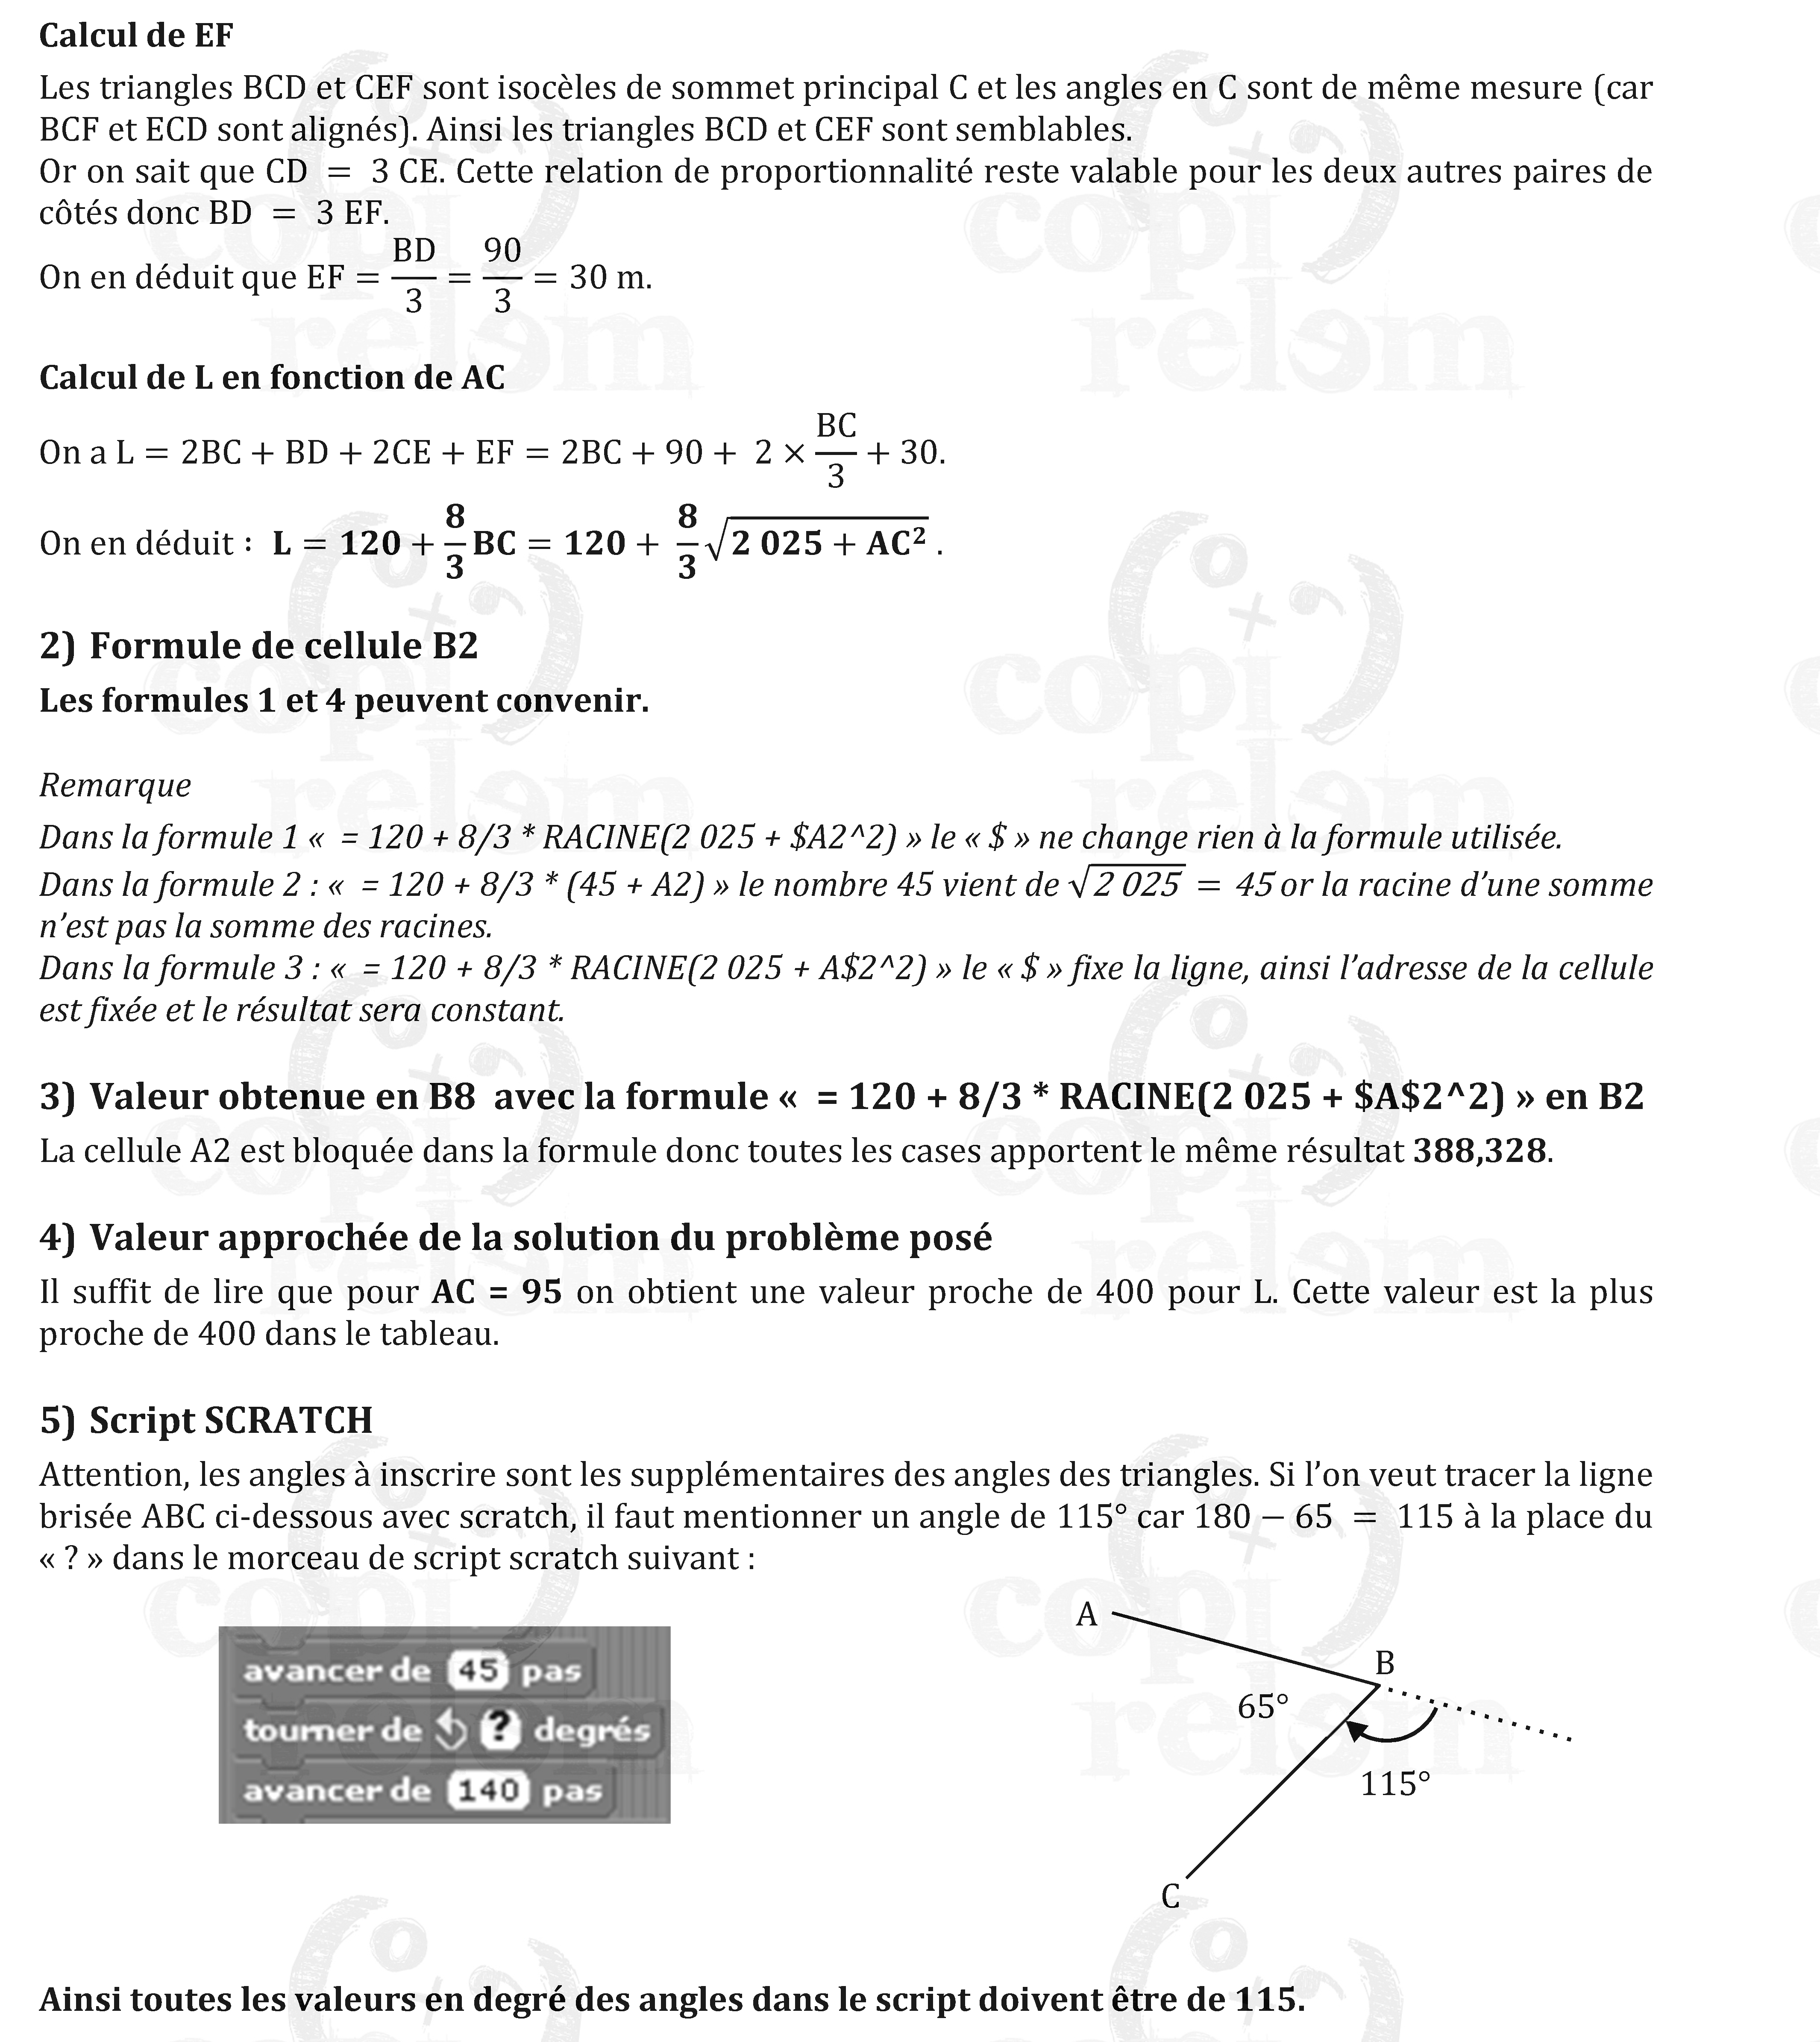 Calcul de EF
Les triangles BCD et CEF sont isocèles de sommet principal C et les angles en C sont de même mesure (car
BCF et ECD sont alignés). Ainsi les triangles BCD et CEF sont semblables.
Or on sait que CD = 3 CE. Cette relation de proportionnalité reste valable pour les deux autres paires de
côtés donc BD = 3 EF.
On en déduit que EF = BD/3 = 90/3 = 30 m.
Calcul de L en fonction de AC
On a L = 2BC + BD + 2CE + EF = 2BC + 90 + 2 × BC/3 + 30.
On en déduit : L = 120 + 8/3 BC = 120 + 8/3 √(2 025 + AC²) .
2) Formule de cellule B2
Les formules 1 et 4 peuvent convenir.
Remarque
Dans la formule 1 « = 120 + 8/3 * RACINE(2 025 + $A2^2) » le « $ » ne change rien à la formule utilisée.
Dans la formule 2 : « = 120 + 8/3 * (45 + A2) » le nombre 45 vient de √2 025 = 45 or la racine d'une somme
n'est pas la somme des racines.
Dans la formule 3 : « = 120 + 8/3 * RACINE(2 025 + A$2^2) » le « $ » fixe la ligne, ainsi l'adresse de la cellule
est fixée et le résultat sera constant.
3) Valeur obtenue en B8 avec la formule « = 120 + 8/3 * RACINE(2 025 + $A$2^2) » en B2
La cellule A2 est bloquée dans la formule donc toutes les cases apportent le même résultat 388,328.
4) Valeur approchée de la solution du problème posé
Il suffit de lire que pour AC = 95 on obtient une valeur proche de 400 pour L. Cette valeur est la plus
proche de 400 dans le tableau.
5) Script SCRATCH
Attention, les angles à inscrire sont les supplémentaires des angles des triangles. Si l'on veut tracer la ligne
brisée ABC ci-dessous avec scratch, il faut mentionner un angle de 115° car 180 − 65 = 115 à la place du
« ? » dans le morceau de script scratch suivant :
avancer de 45 pas
tourner de ? degrés
avancer de 140 pas
A
B
65°
115°
C
Ainsi toutes les valeurs en degré des angles dans le script doivent être de 115.
copi
relem